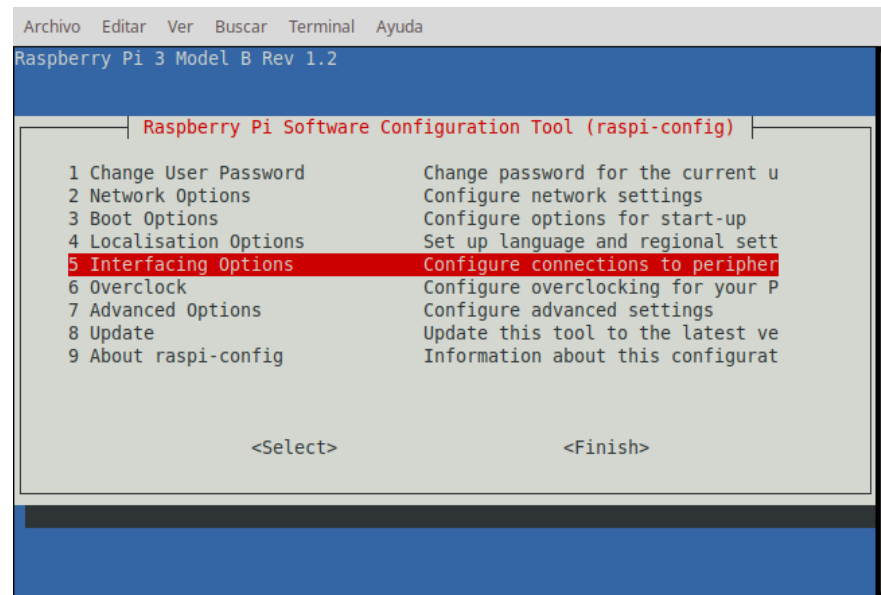 Archivo Editar Ver Buscar Terminal Ayuda
Raspberry Pi 3 Model B Rev 1.2
Raspberry Pi Software Configuration Tool (raspi-config)
1 Change User Password Change password for the current u
2 Network Options Configure network settings
3 Boot Options Configure options for start-up
4 Localisation Options Set up language and regional sett
5 Interfacing Options Configure connections to peripher
6 Overclock Configure overclocking for your P
7 Advanced Options Configure advanced settings
8 Update Update this tool to the latest ve
9 About raspi-config Information about this configurat
<Select> <Finish>